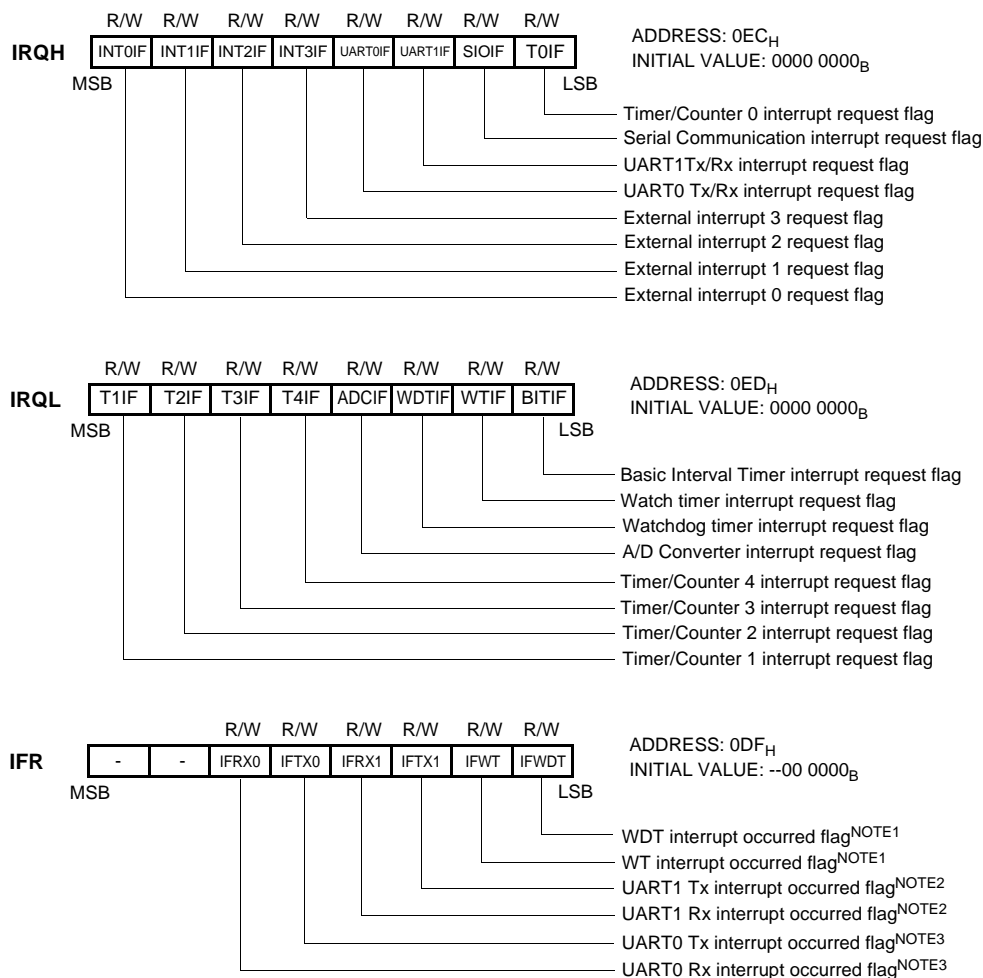 R/W R/W R/W R/W R/W R/W R/W R/W
IRQH INT0IF INT1IF INT2IF INT3IF UART0IF UART1IF SIOIF T0IF
ADDRESS: 0ECH
INITIAL VALUE: 0000 0000B
MSB LSB
Timer/Counter 0 interrupt request flag
Serial Communication interrupt request flag
UART1Tx/Rx interrupt request flag
UART0 Tx/Rx interrupt request flag
External interrupt 3 request flag
External interrupt 2 request flag
External interrupt 1 request flag
External interrupt 0 request flag
R/W R/W R/W R/W R/W R/W R/W R/W
IRQL T1IF T2IF T3IF T4IF ADCIF WDTIF WTIF BITIF
ADDRESS: 0EDH
INITIAL VALUE: 0000 0000B
MSB LSB
Basic Interval Timer interrupt request flag
Watch timer interrupt request flag
Watchdog timer interrupt request flag
A/D Converter interrupt request flag
Timer/Counter 4 interrupt request flag
Timer/Counter 3 interrupt request flag
Timer/Counter 2 interrupt request flag
Timer/Counter 1 interrupt request flag
R/W R/W R/W R/W R/W R/W
IFR - - IFRX0 IFTX0 IFRX1 IFTX1 IFWT IFWDT
ADDRESS: 0DFH
INITIAL VALUE: --00 0000B
MSB LSB
WDT interrupt occurred flagNOTE1
WT interrupt occurred flagNOTE1
UART1 Tx interrupt occurred flagNOTE2
UART1 Rx interrupt occurred flagNOTE2
UART0 Tx interrupt occurred flagNOTE3
UART0 Rx interrupt occurred flagNOTE3